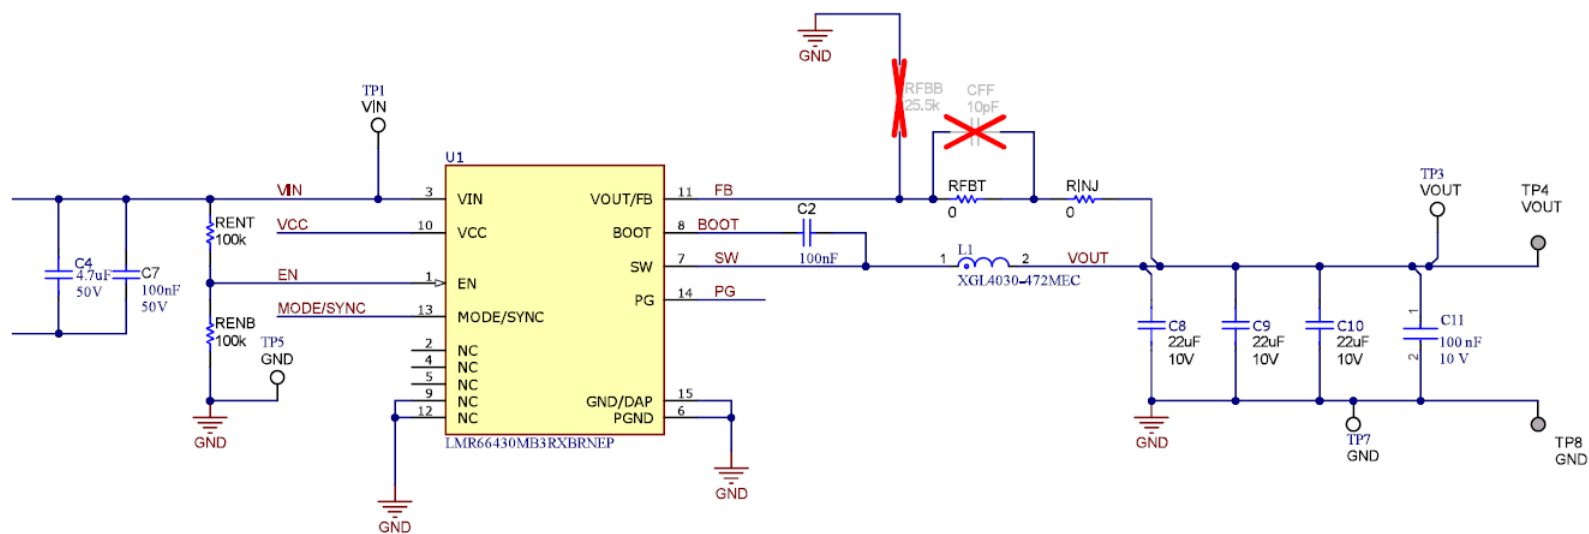 GND
RFBB
25.5k
CFF
10pF
TP1
VIN
U1
VIN
3
VIN
VOUT/FB
11
FB
RFBT
0
RINJ
0
TP3
VOUT
TP4
VOUT
RENT
100k
VCC
10
VCC
BOOT
8
BOOT
C2
100nF
SW
7
SW
1
L1
2
XGL4030-472MEC
VOUT
C4
4.7uF
50V
C7
100nF
50V
EN
1
EN
PG
14
PG
MODE/SYNC
13
MODE/SYNC
RENB
100k
TP5
GND
2
NC
4
NC
5
NC
9
NC
12
NC
GND/DAP
15
PGND
6
C8
22uF
10V
C9
22uF
10V
C10
22uF
10V
1
C11
100 nF
10 V
2
GND
LMR66430MB3RXBRNEP
GND
GND
GND
TP7
GND
TP8
GND